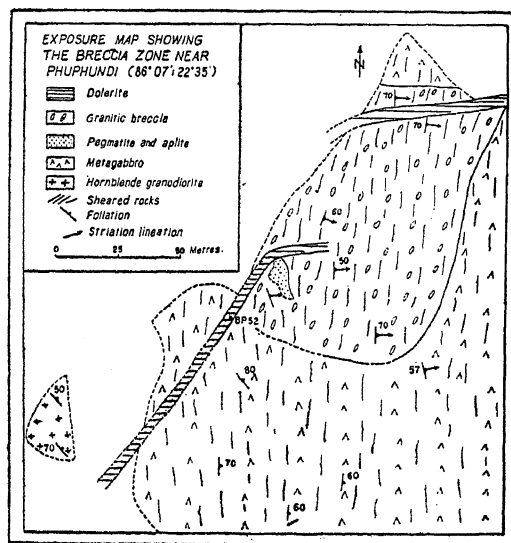 EXPOSURE MAP SHOWING
THE BRECCIA ZONE NEAR
PHUPHUNDI (86°07':22°35')
Dolerite
Granitic breccia
Pegmatite and aplite
Metagabbro
Hornblende granodiorite
Sheared rocks
Foliation
Striation lineation
0 25 50 Metres.
N
70
70
60
50
BP52
70
80
57
50
70
70
60
60